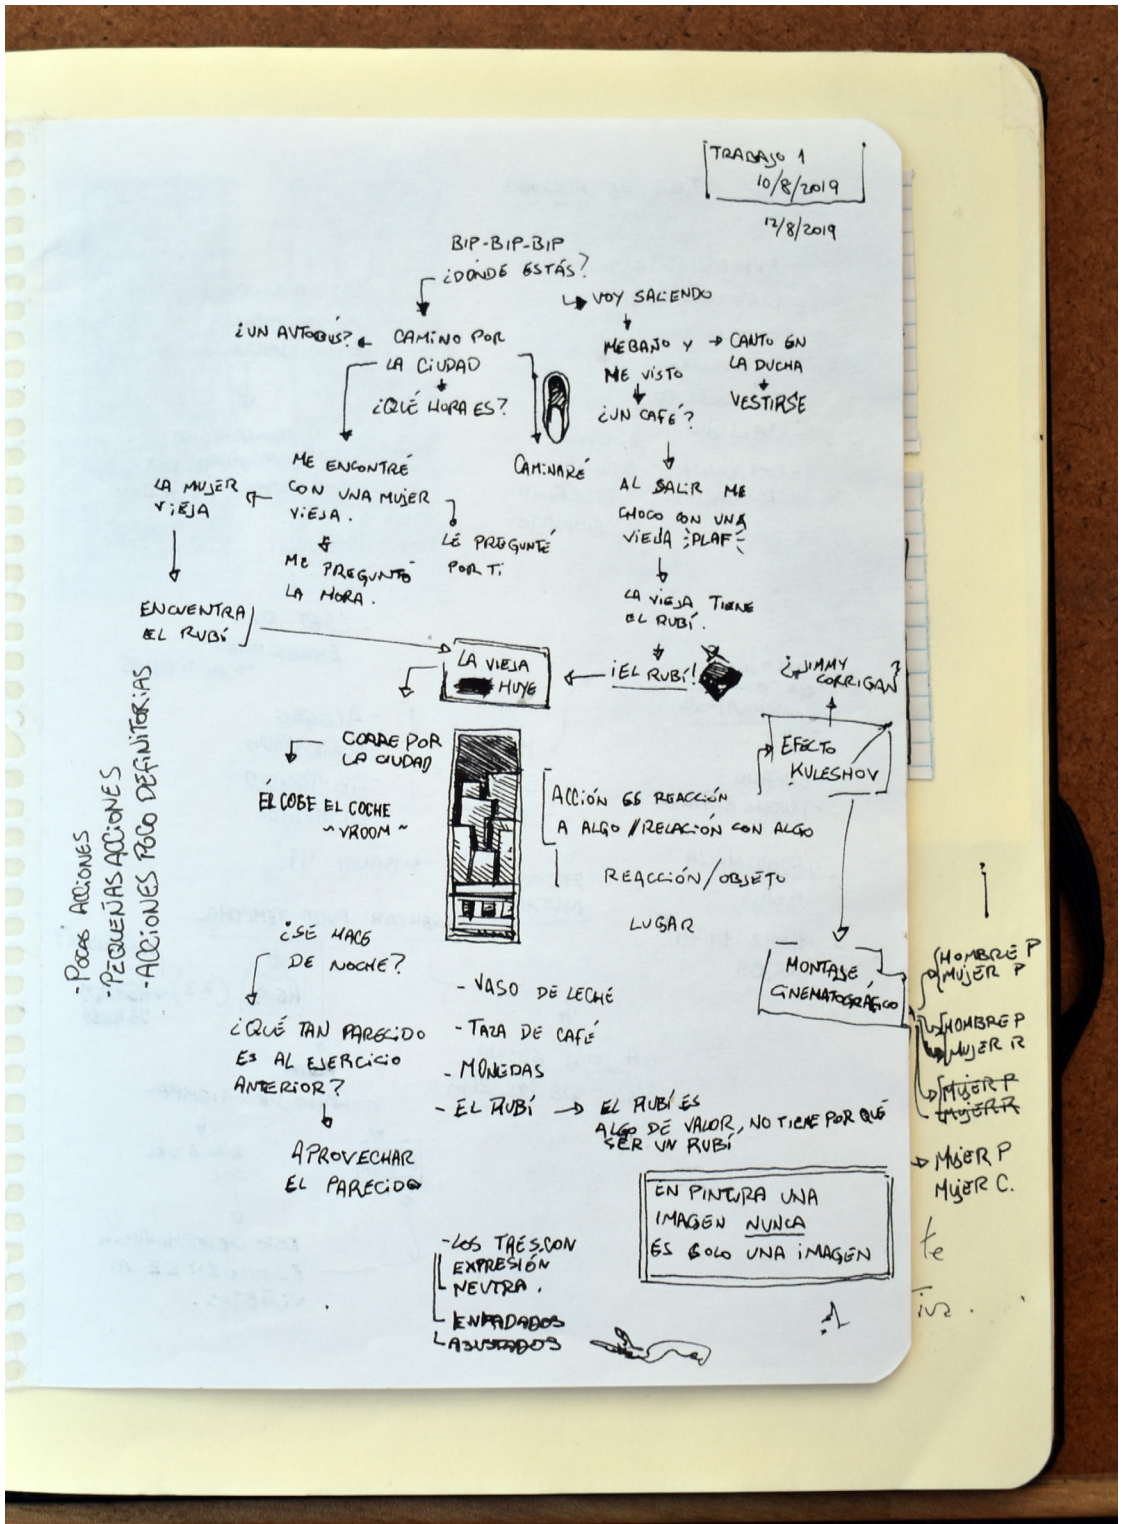 TRABAJO 1
10/8/2019
12/8/2019
BIP-BIP-BIP
¿DÓNDE ESTÁS?
VOY SALIENDO
¿UN AUTOBÚS?
CAMINO POR
LA CIUDAD
¿QUÉ HORA ES?
ME BAÑO Y
ME VISTO
CANTO EN
LA DUCHA
VESTIRSE
¿UN CAFÉ?
CAMINARÉ
ME ENCONTRÉ
CON UNA MUJER
VIEJA.
LA MUJER
VIEJA
LE PREGUNTÉ
POR TI
ME PREGUNTÓ
LA HORA.
AL SALIR ME
CHOCO CON UNA
VIEJA ¡PLAF!
LA VIEJA TIENE
EL RUBÍ.
ENCUENTRA
EL RUBÍ
LA VIEJA
HUYE
¡EL RUBÍ!
¿JIMMY
CORRIGAN?
EFECTO
KULESHOV
CORRE POR
LA CIUDAD
ÉL COGE EL COCHE
~ VROOM ~
ACCIÓN ES REACCIÓN
A ALGO // RELACIÓN CON ALGO
REACCIÓN / OBJETO
LUGAR
- POCAS ACCIONES
- PEQUEÑAS ACCIONES
- ACCIONES POCO DEFINITORIAS
¿SE HACE
DE NOCHE?
¿QUÉ TAN PARECIDO
ES AL EJERCICIO
ANTERIOR?
APROVECHAR
EL PARECIDO
MONTAJE
CINEMATOGRÁFICO
HOMBRE P
MUJER P
HOMBRE P
MUJER R
MUJER P
MUJER R
MUJER P
MUJER C.
- VASO DE LECHE
- TAZA DE CAFÉ
- MONEDAS
- EL RUBÍ
EL RUBÍ ES
ALGO DE VALOR, NO TIENE POR QUÉ
SER UN RUBÍ
EN PINTURA UNA
IMAGEN NUNCA
ES SOLO UNA IMAGEN
- LOS TRES, CON
EXPRESIÓN
NEUTRA.
ENFADADOS
ASUSTADOS
te